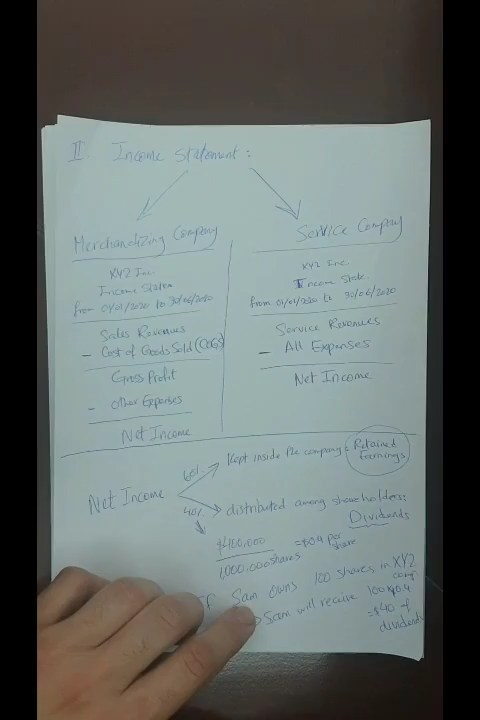 II. Income Statement:
Merchandizing Company
XYZ Inc.
Income Statem
from 01/01/2020 to 30/06/2020
Sales Revenues
- Cost of Goods Sold (COGS)
Gross Profit
- Other Expenses
Net Income
Service Company
XYZ Inc.
Income State.
from 01/01/2020 to 30/06/2020
Service Revenues
- All Expenses
Net Income
Net Income
60%
Kept inside the company: Retained
Earnings
40%
distributed among shareholders:
Dividends
$400,000
1,000,000 shares
= $0.4 per
share
If Sam owns 100 shares in XYZ
comp
Sam will receive 100x0.4
= $40 of
dividends